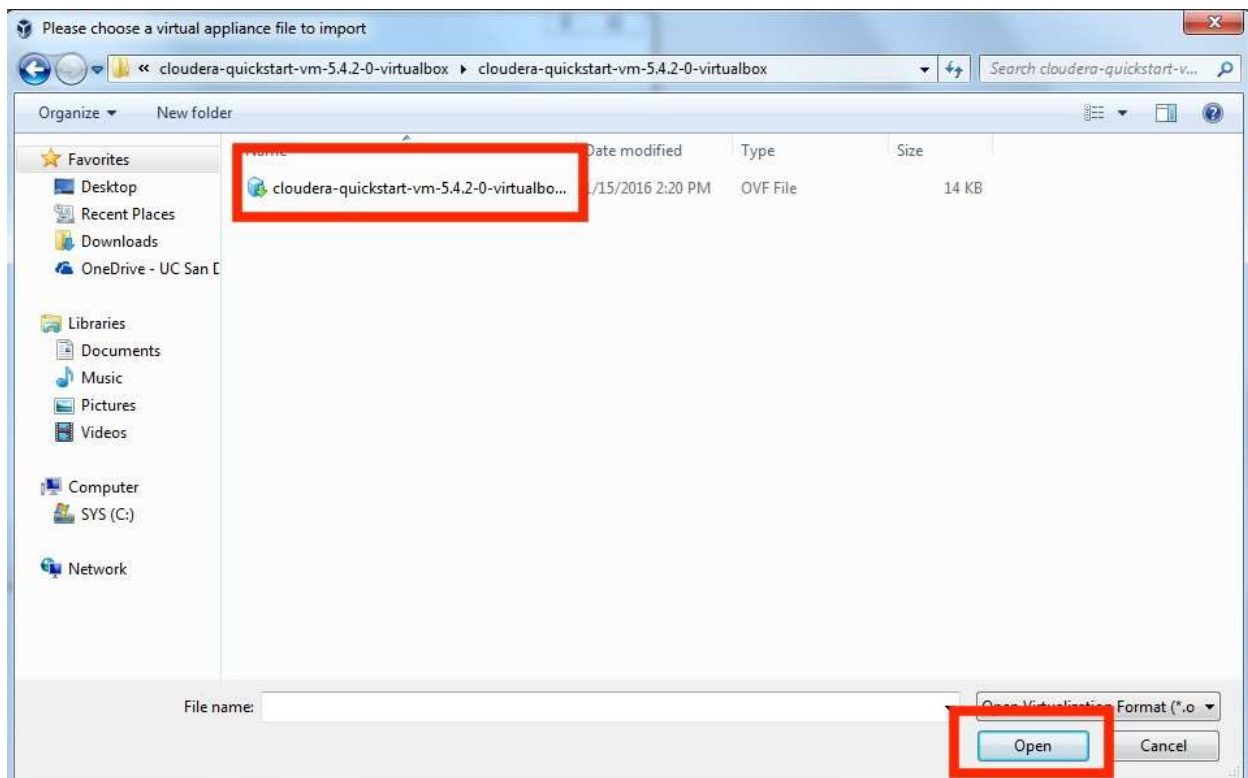 Please choose a virtual appliance file to import
« cloudera-quickstart-vm-5.4.2-0-virtualbox ▸ cloudera-quickstart-vm-5.4.2-0-virtualbox
Search cloudera-quickstart-v...
Organize
New folder
Date modified
Type
Size
cloudera-quickstart-vm-5.4.2-0-virtualbo...
/15/2016 2:20 PM
OVF File
14 KB
Favorites
Desktop
Recent Places
Downloads
OneDrive - UC San D
Libraries
Documents
Music
Pictures
Videos
Computer
SYS (C:)
Network
File name:
Open Virtualization Format (*.o
Open
Cancel